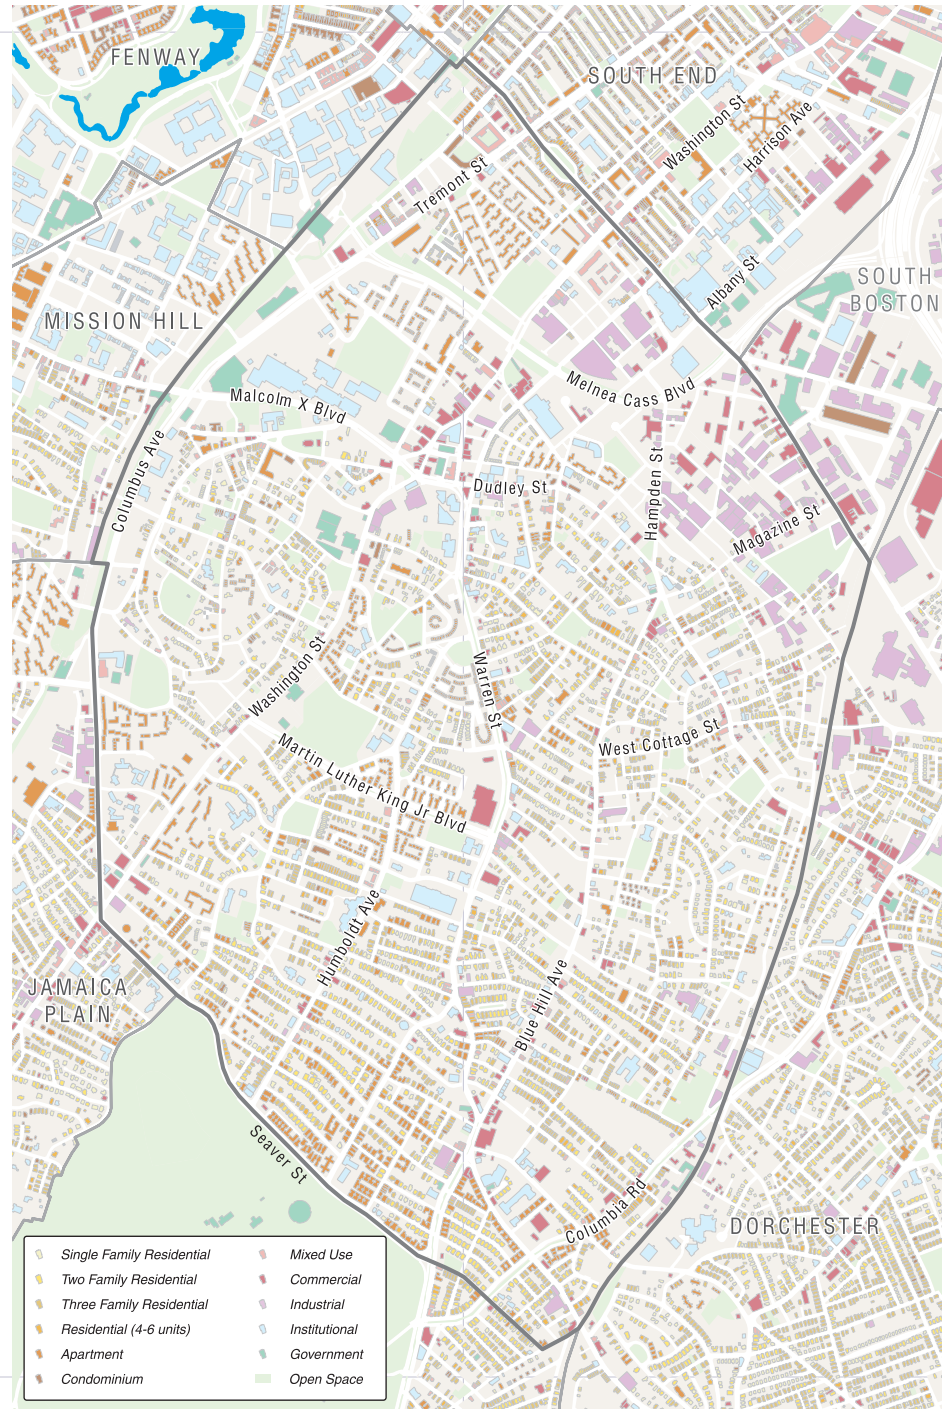 FENWAY
SOUTH END
Washington St
Harrison Ave
Tremont St
Albany St
SOUTH
BOSTON
MISSION HILL
Malcolm X Blvd
Melnea Cass Blvd
Columbus Ave
Dudley St
Hampden St
Magazine St
Washington St
Warren St
West Cottage St
Martin Luther King Jr Blvd
Humboldt Ave
Blue Hill Ave
JAMAICA
PLAIN
Seaver St
Columbia Rd
DORCHESTER
Single Family Residential
Two Family Residential
Three Family Residential
Residential (4-6 units)
Apartment
Condominium
Mixed Use
Commercial
Industrial
Institutional
Government
Open Space